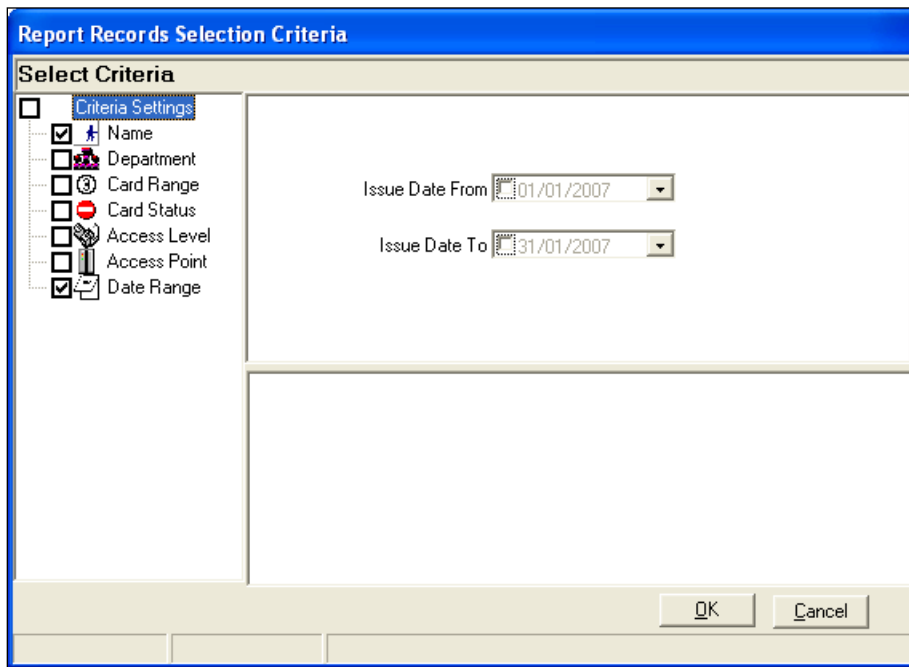 Report Records Selection Criteria
Select Criteria
Criteria Settings
Name
Department
3 Card Range
Card Status
Access Level
Access Point
Date Range
Issue Date From 01/01/2007
Issue Date To 31/01/2007
OK Cancel